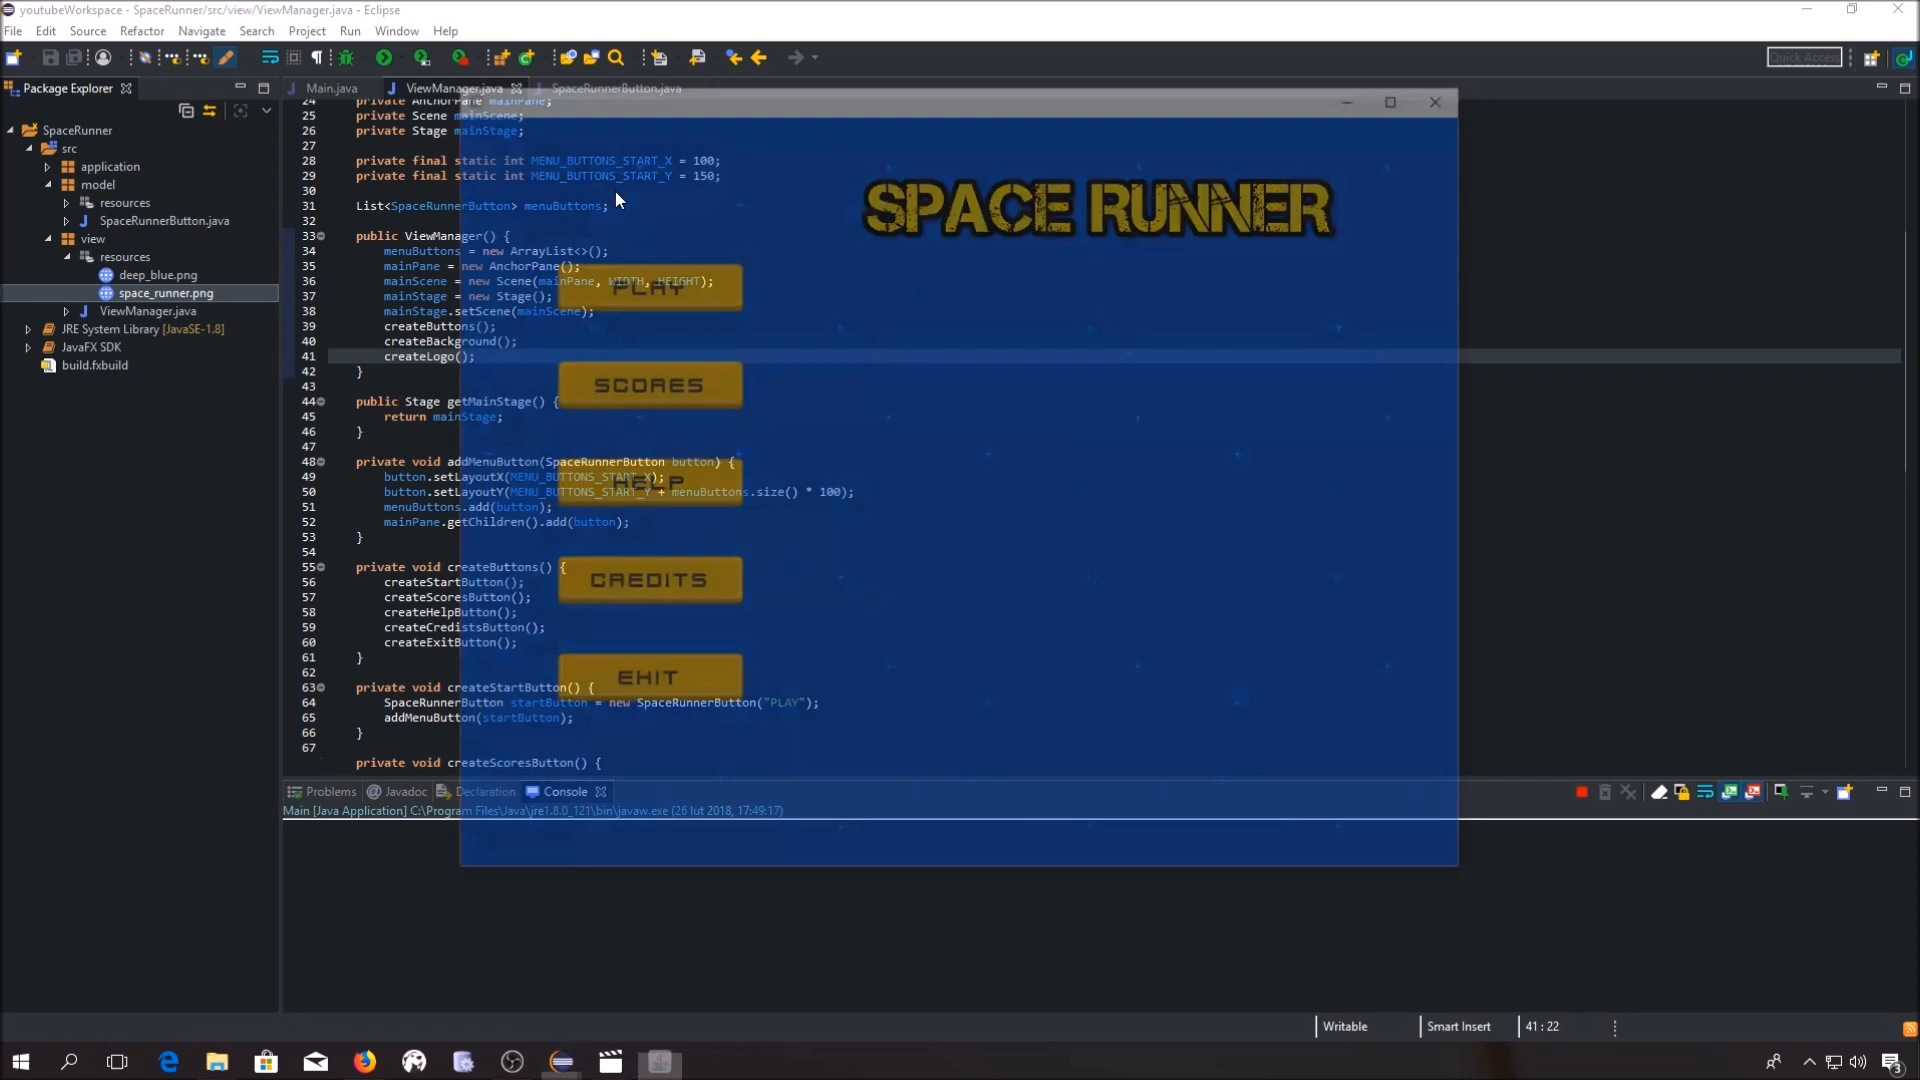 youtubeWorkspace - SpaceRunner/src/view/ViewManager.java - Eclipse
File Edit Source Refactor Navigate Search Project Run Window Help
Quick Access
Package Explorer
Main.java ViewManager.java SpaceRunnerButton.java
SpaceRunner
src
application
model
resources
SpaceRunnerButton.java
view
resources
deep_blue.png
space_runner.png
ViewManager.java
JRE System Library [JavaSE-1.8]
JavaFX SDK
build.fxbuild
24 private AnchorPane mainPane;
25 private Scene mainScene;
26 private Stage mainStage;
27
28 private final static int MENU_BUTTONS_START_X = 100;
29 private final static int MENU_BUTTONS_START_Y = 150;
30
31 List<SpaceRunnerButton> menuButtons;
32
33 public ViewManager() {
34 menuButtons = new ArrayList<>();
35 mainPane = new AnchorPane();
36 mainScene = new Scene(mainPane, WIDTH, HEIGHT);
37 mainStage = new Stage();
38 mainStage.setScene(mainScene);
39 createButtons();
40 createBackground();
41 createLogo();
42 }
43
44 public Stage getMainStage() {
45 return mainStage;
46 }
47
48 private void addMenuButton(SpaceRunnerButton button) {
49 button.setLayoutX(MENU_BUTTONS_START_X);
50 button.setLayoutY(MENU_BUTTONS_START_Y + menuButtons.size() * 100);
51 menuButtons.add(button);
52 mainPane.getChildren().add(button);
53 }
54
55 private void createButtons() {
56 createStartButton();
57 createScoresButton();
58 createHelpButton();
59 createCredistsButton();
60 createExitButton();
61 }
62
63 private void createStartButton() {
64 SpaceRunnerButton startButton = new SpaceRunnerButton("PLAY");
65 addMenuButton(startButton);
66 }
67
private void createScoresButton() {
SPACE RUNNER
PLAY
SCORES
HELP
CREDITS
EXIT
Problems Javadoc Declaration Console
Main [Java Application] C:\Program Files\Java\jre1.8.0_121\bin\javaw.exe (26 lut 2018, 17:49:17)
Writable Smart Insert 41 : 22
3